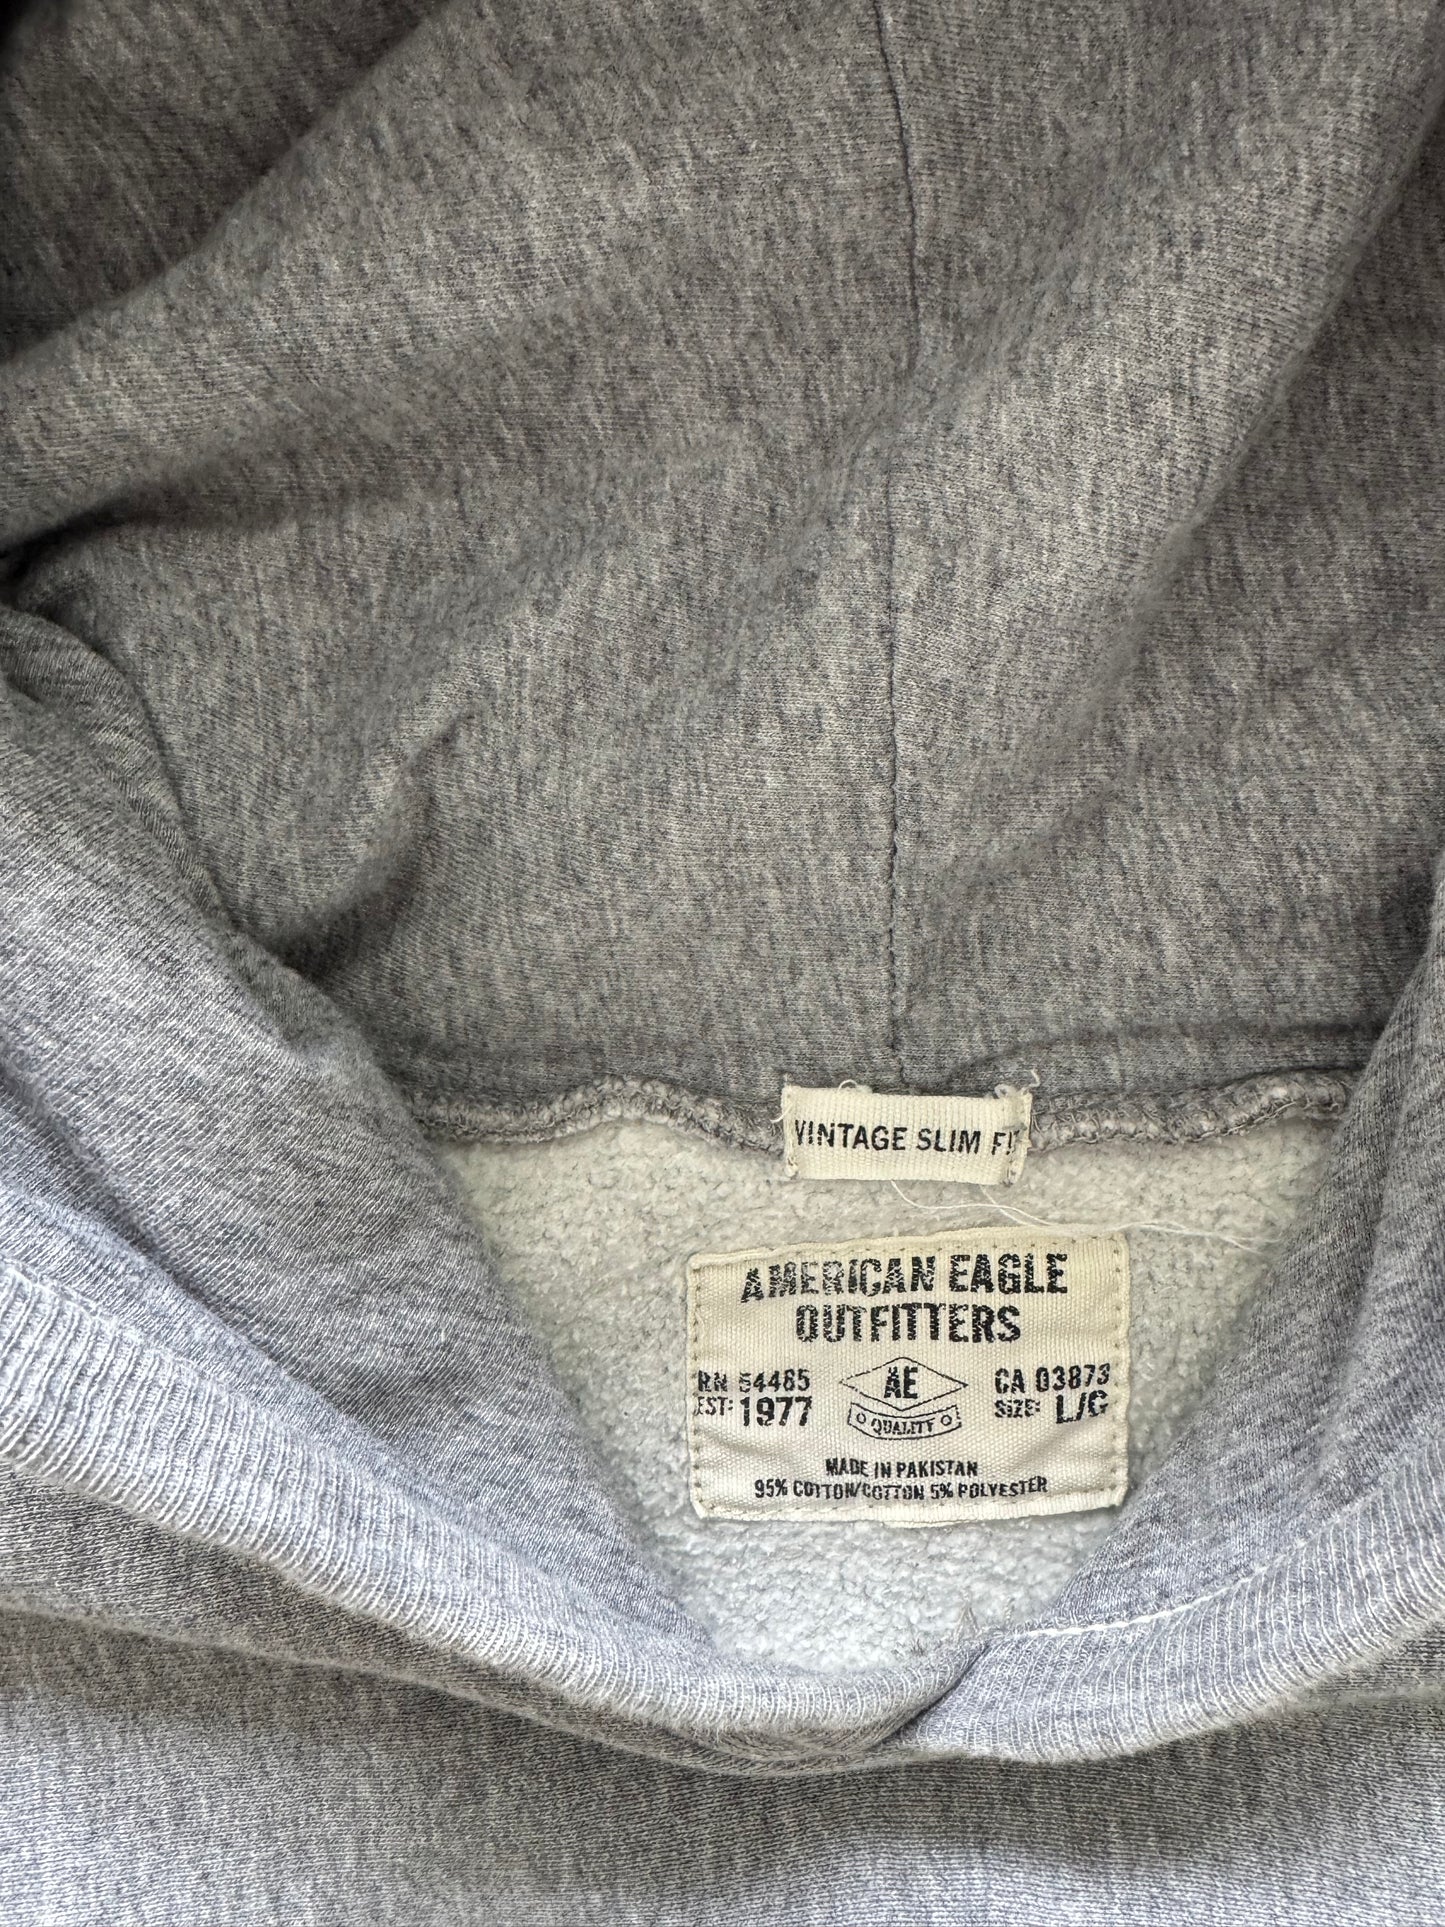 VINTAGE SLIM FIT
AMERICAN EAGLE
OUTFITTERS
RN 54485
EST: 1977
AE
QUALITY
CA 03873
SIZE: L/G
MADE IN PAKISTAN
95% COTTON/COTTON 5% POLYESTER